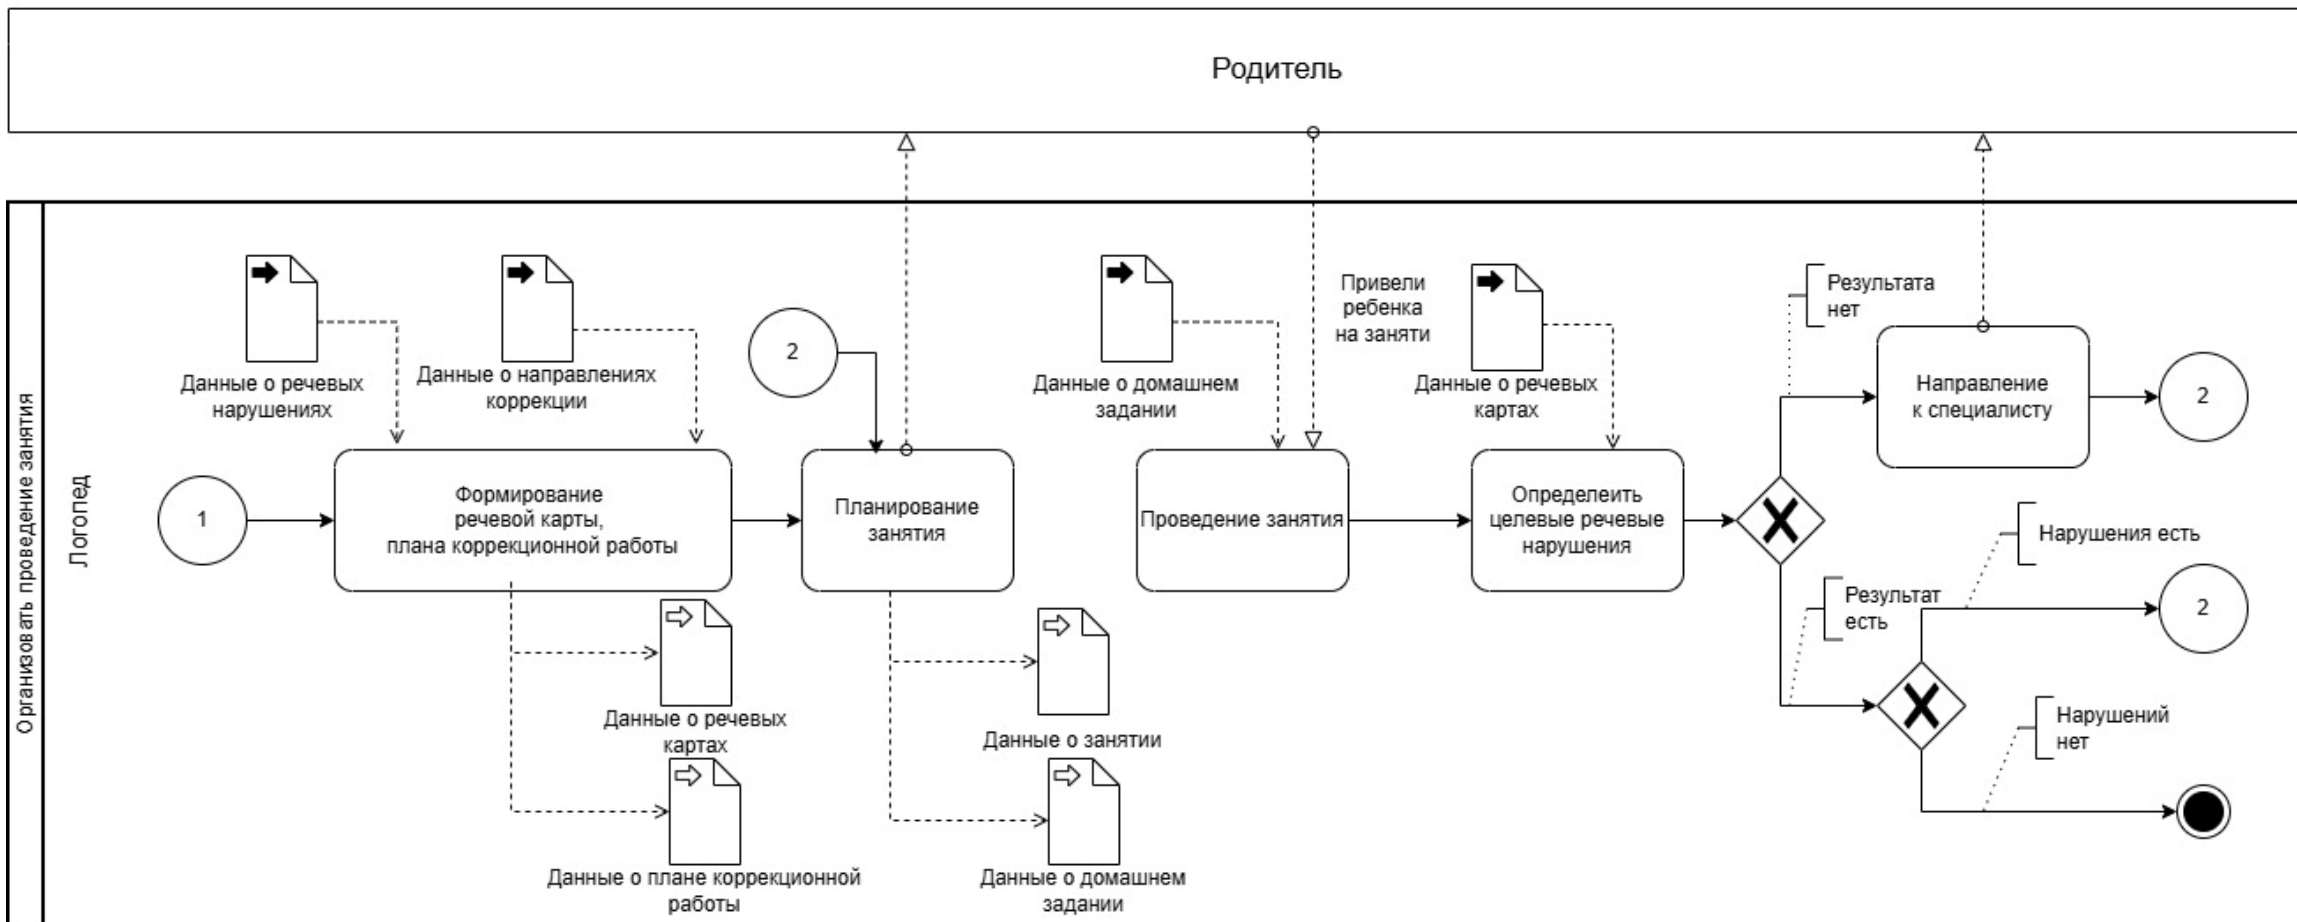 Родитель
Организовать проведение занятия
Логопед
Данные о речевых
нарушениях
Данные о направлениях
коррекции
2
Данные о домашнем
задании
Привели
ребенка
на заняти
Данные о речевых
картах
Результата
нет
Направление
к специалисту
2
1
Формирование
речевой карты,
плана коррекционной работы
Планирование
занятия
Проведение занятия
Определеить
целевые речевые
нарушения
Нарушения есть
Результат
есть
2
Данные о речевых
картах
Данные о занятии
Нарушений
нет
Данные о плане коррекционной
работы
Данные о домашнем
задании